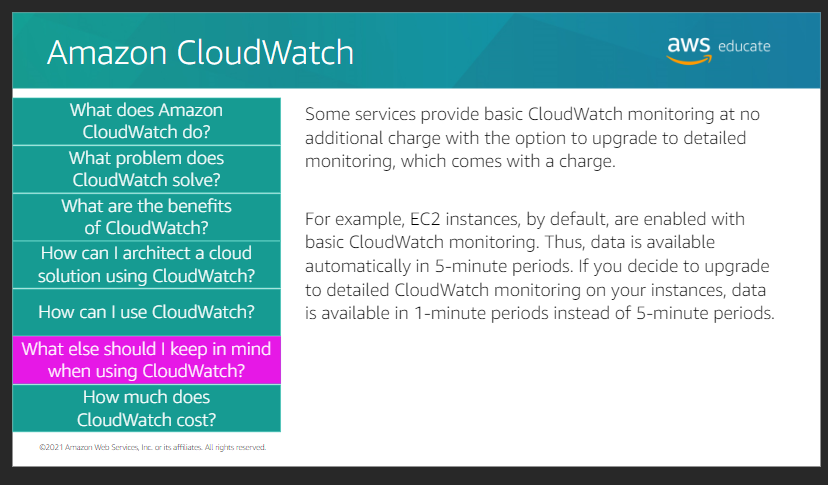 Amazon CloudWatch
aws educate
What does Amazon
CloudWatch do?
What problem does
CloudWatch solve?
What are the benefits
of CloudWatch?
How can I architect a cloud
solution using CloudWatch?
How can I use CloudWatch?
What else should I keep in mind
when using CloudWatch?
How much does
CloudWatch cost?
Some services provide basic CloudWatch monitoring at no
additional charge with the option to upgrade to detailed
monitoring, which comes with a charge.
For example, EC2 instances, by default, are enabled with
basic CloudWatch monitoring. Thus, data is available
automatically in 5-minute periods. If you decide to upgrade
to detailed CloudWatch monitoring on your instances, data
is available in 1-minute periods instead of 5-minute periods.
©2021 Amazon Web Services, Inc. or its affiliates. All rights reserved.